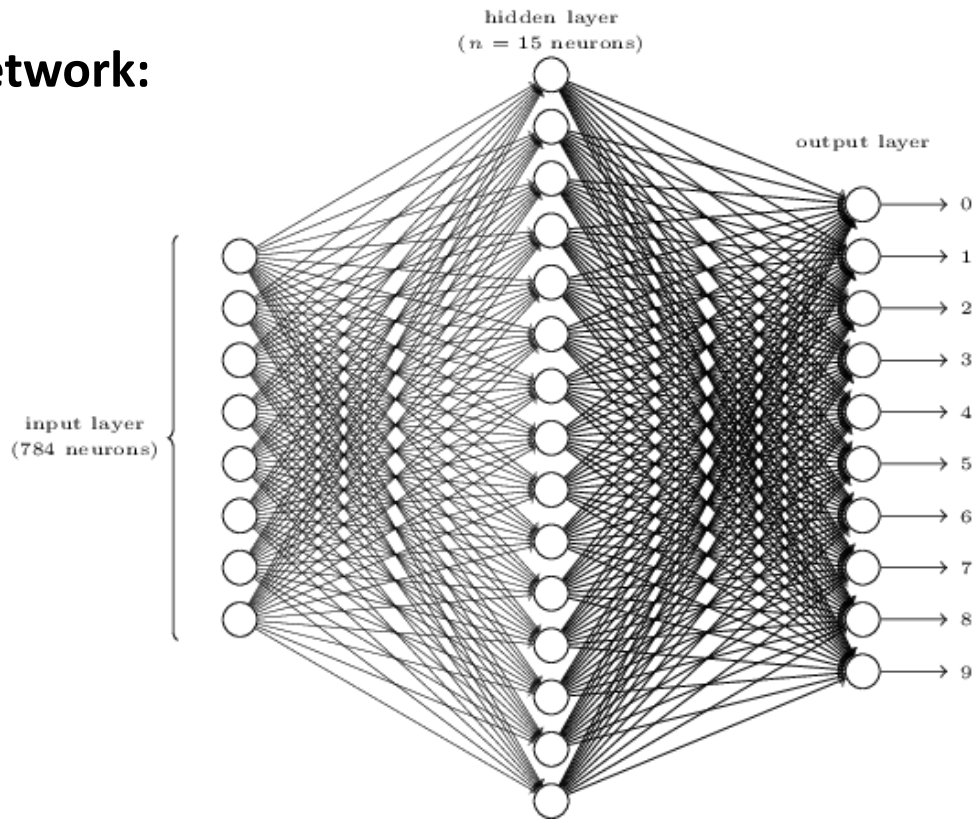 etwork:
hidden layer
(n = 15 neurons)
output layer
input layer
(784 neurons)
0
1
2
3
4
5
6
7
8
9